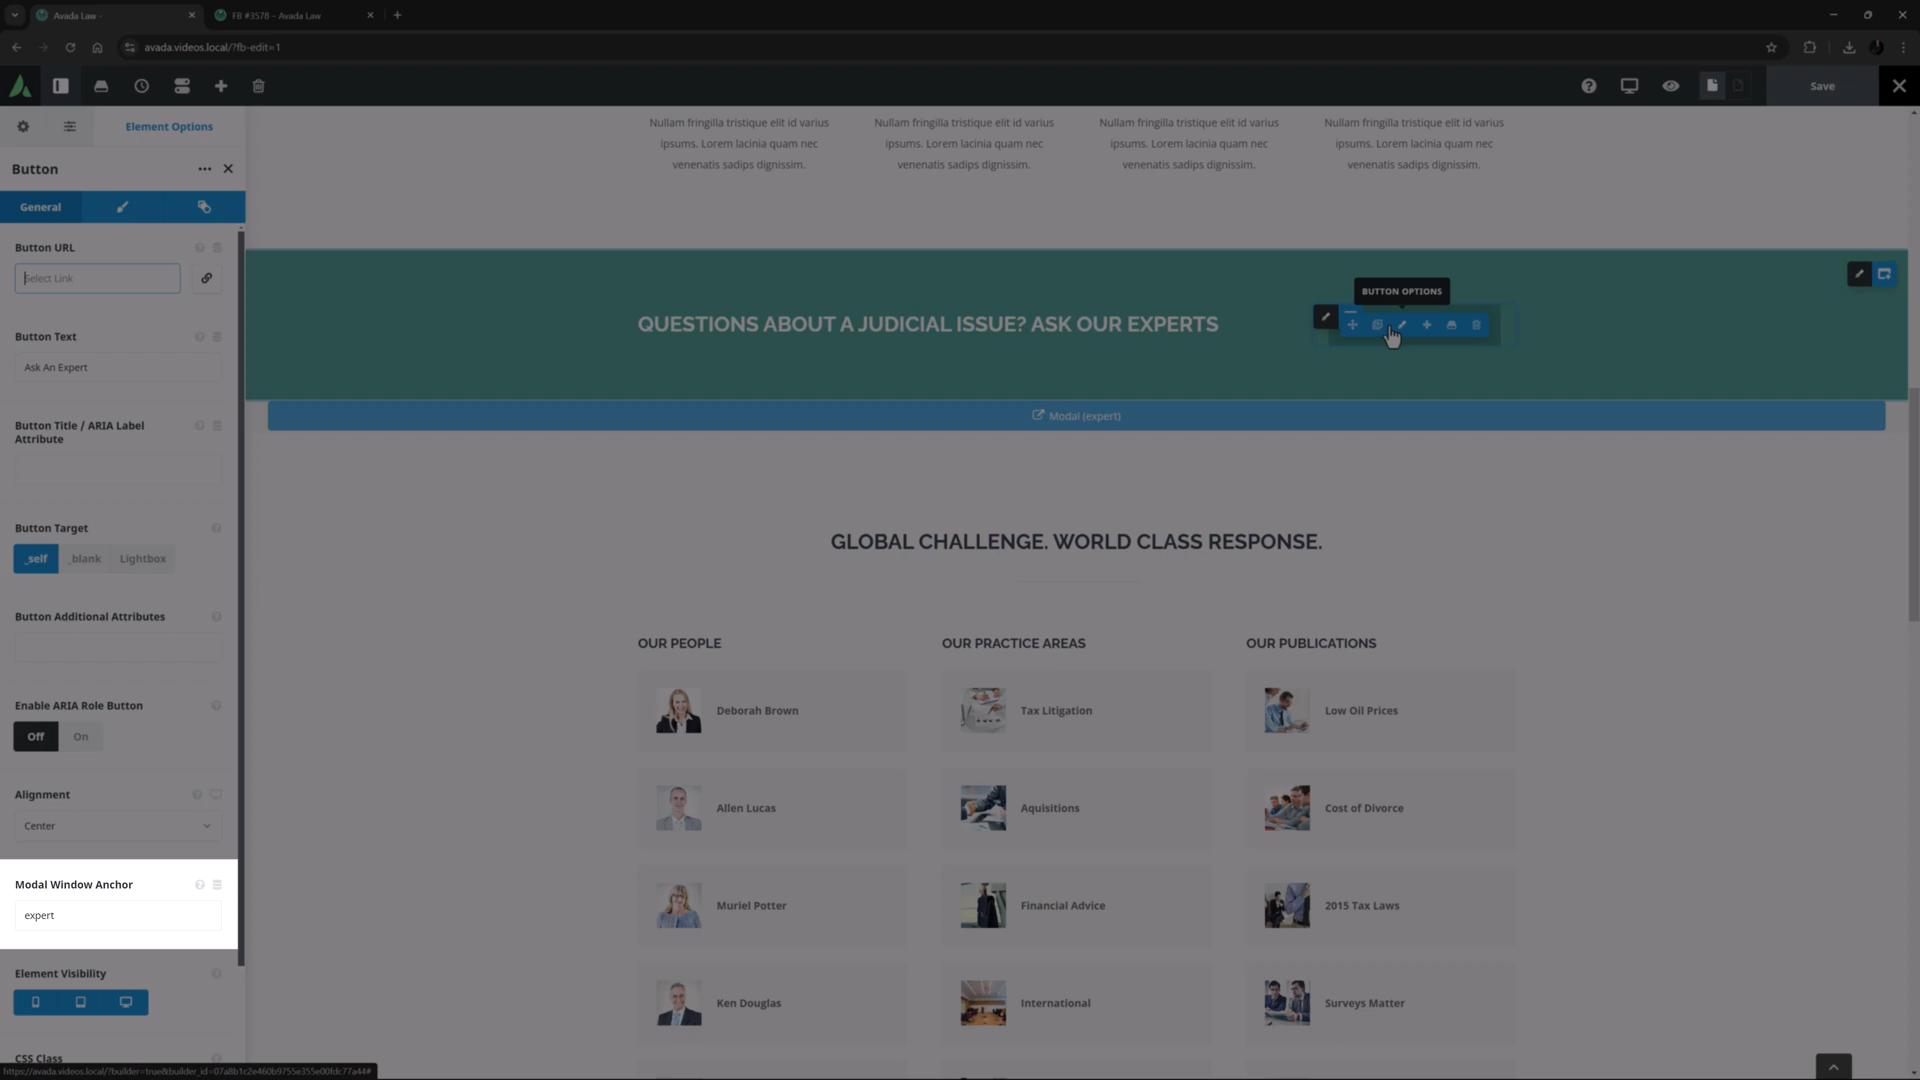 Avada Law -
FB #3578 – Avada Law
avada.videos.local/?fb-edit=1
Save
Element Options
Button
General
Button URL
Select Link
Button Text
Ask An Expert
Button Title / ARIA Label
Attribute
Button Target
_self
_blank
Lightbox
Button Additional Attributes
Enable ARIA Role Button
Off
On
Alignment
Center
Modal Window Anchor
expert
Element Visibility
CSS Class
https://avada.videos.local/?builder=true&builder_id=07a8b1c2e460b9755e355e00fdc77a44#
Nullam fringilla tristique elit id varius
ipsums. Lorem lacinia quam nec
venenatis sadips dignissim.
Nullam fringilla tristique elit id varius
ipsums. Lorem lacinia quam nec
venenatis sadips dignissim.
Nullam fringilla tristique elit id varius
ipsums. Lorem lacinia quam nec
venenatis sadips dignissim.
Nullam fringilla tristique elit id varius
ipsums. Lorem lacinia quam nec
venenatis sadips dignissim.
BUTTON OPTIONS
QUESTIONS ABOUT A JUDICIAL ISSUE? ASK OUR EXPERTS
Modal (expert)
GLOBAL CHALLENGE. WORLD CLASS RESPONSE.
OUR PEOPLE
Deborah Brown
Allen Lucas
Muriel Potter
Ken Douglas
OUR PRACTICE AREAS
Tax Litigation
Aquisitions
Financial Advice
International
OUR PUBLICATIONS
Low Oil Prices
Cost of Divorce
2015 Tax Laws
Surveys Matter